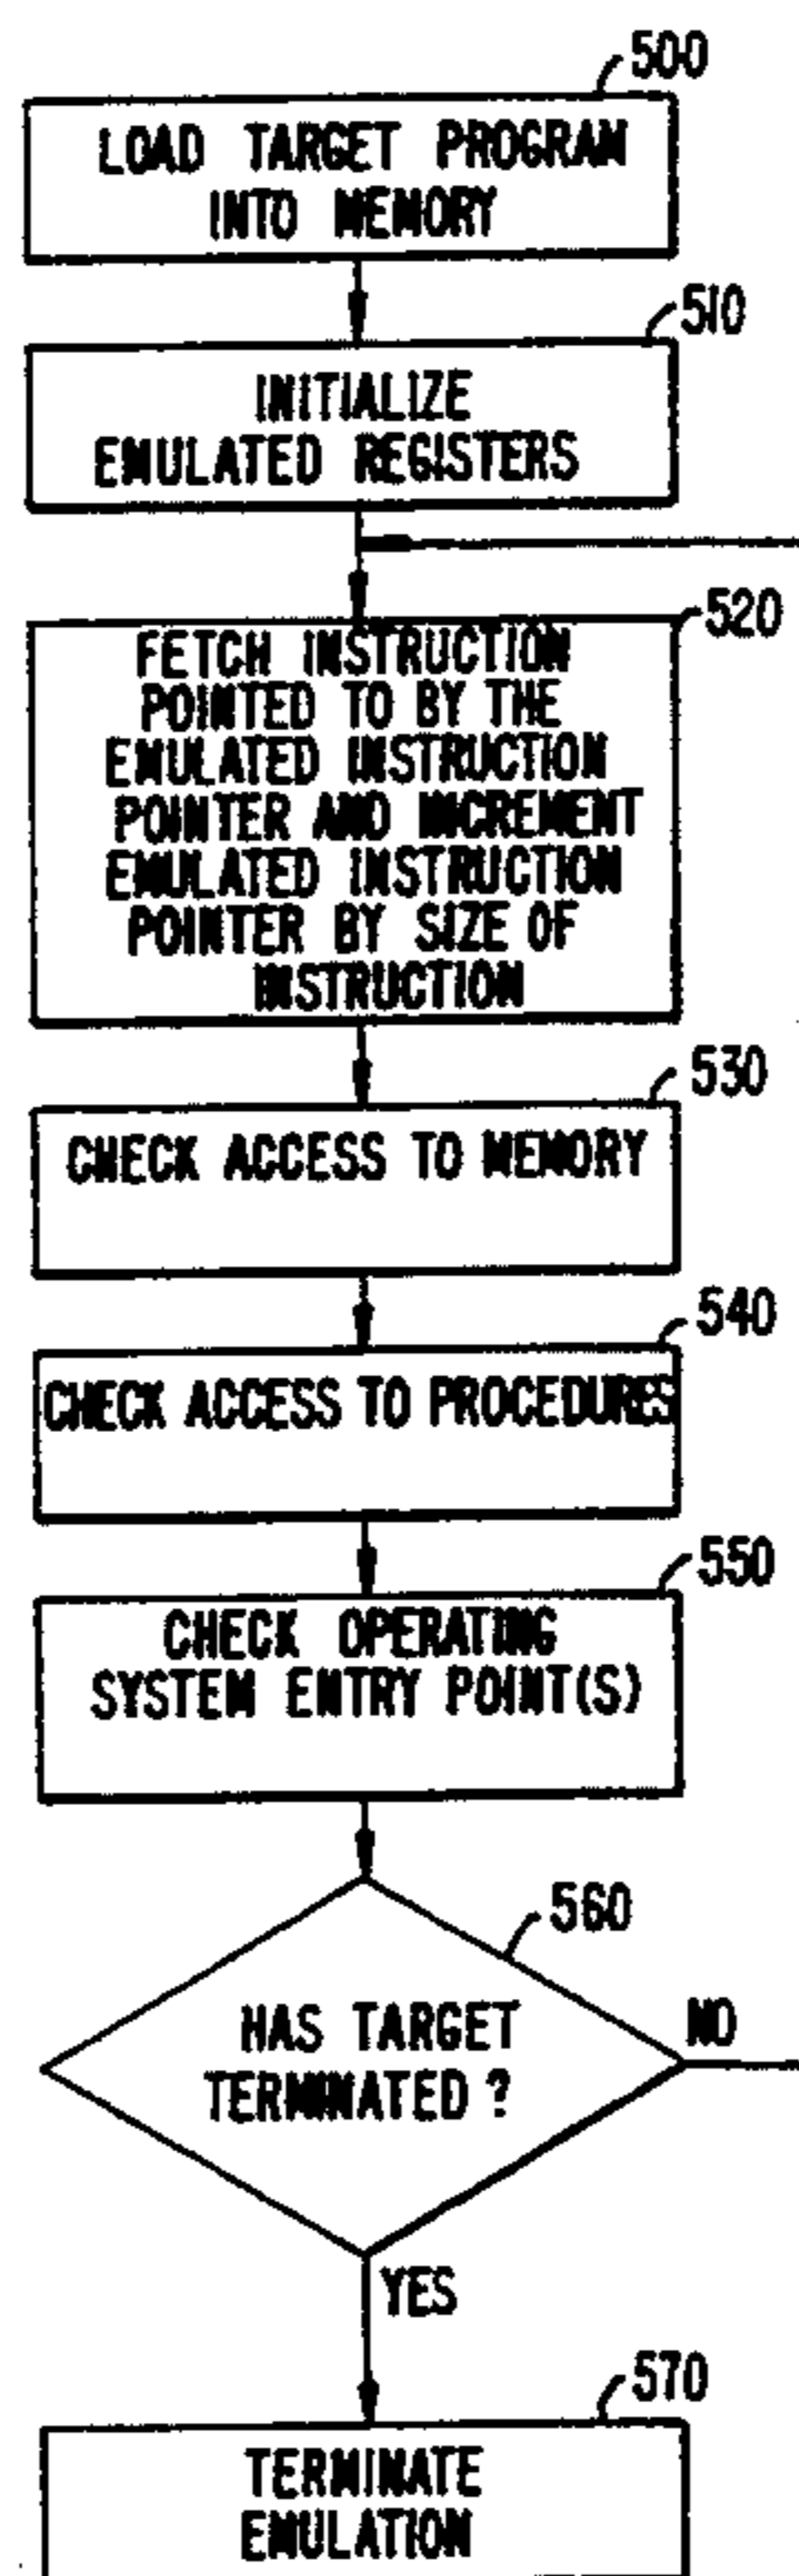 500
LOAD TARGET PROGRAM
INTO MEMORY
510
INITIALIZE
EMULATED REGISTERS
520
FETCH INSTRUCTION
POINTED TO BY THE
EMULATED INSTRUCTION
POINTER AND INCREMENT
EMULATED INSTRUCTION
POINTER BY SIZE OF
INSTRUCTION
530
CHECK ACCESS TO MEMORY
540
CHECK ACCESS TO PROCEDURES
550
CHECK OPERATING
SYSTEM ENTRY POINT(S)
560
HAS TARGET
TERMINATED?
NO
YES
570
TERMINATE
EMULATION